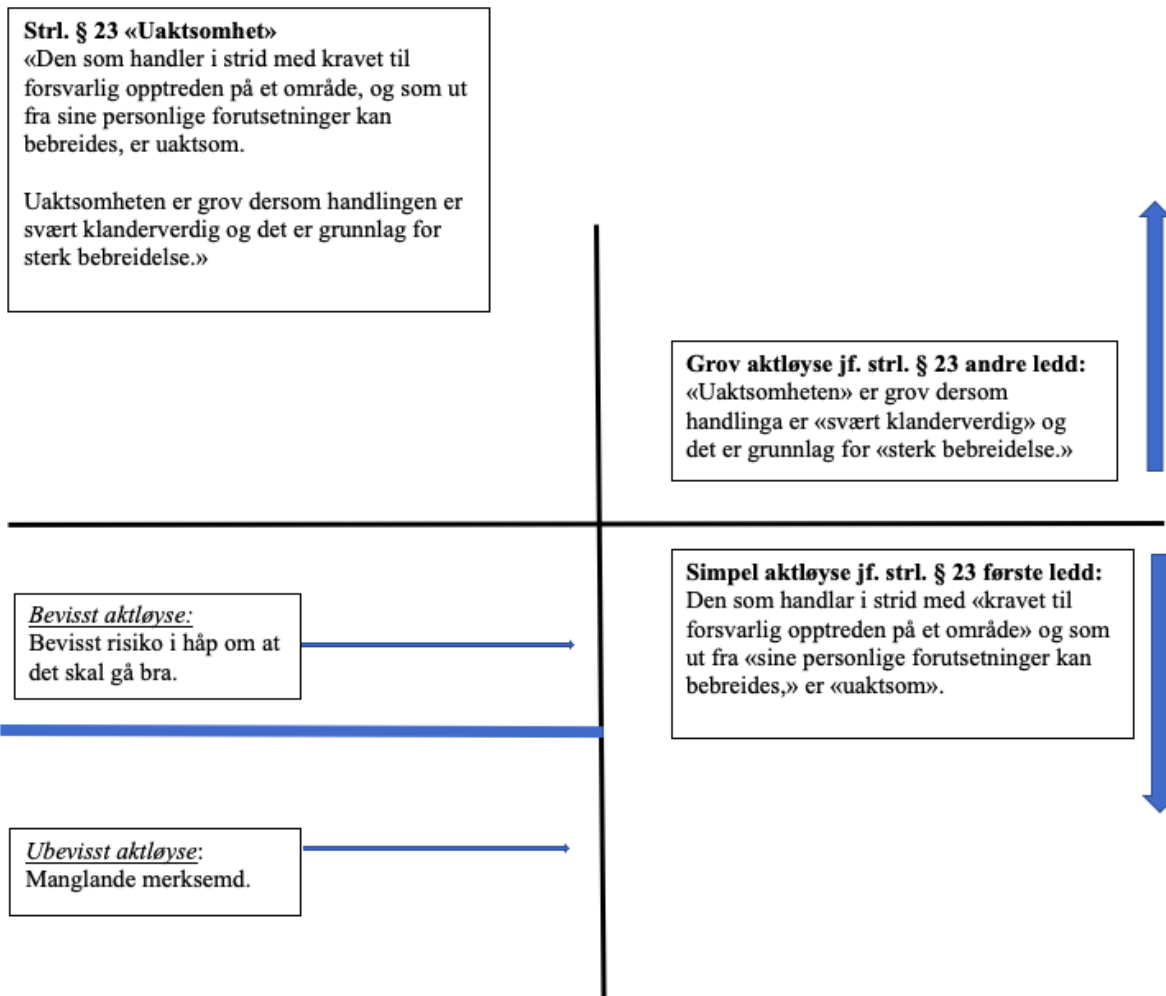 Strl. § 23 «Uaktsomhet»
«Den som handler i strid med kravet til
forsvarlig opptreden på et område, og som ut
fra sine personlige forutsetninger kan
bebreides, er uaktsom.
Uaktsomheten er grov dersom handlingen er
svært klanderverdig og det er grunnlag for
sterk bebreidelse.»
Grov aktløyse jf. strl. § 23 andre ledd:
«Uaktsomheten» er grov dersom
handlinga er «svært klanderverdig» og
det er grunnlag for «sterk bebreidelse.»
Simpel aktløyse jf. strl. § 23 første ledd:
Den som handlar i strid med «kravet til
forsvarlig opptreden på et område» og som
ut fra «sine personlige forutsetninger kan
bebreides,» er «uaktsom».
Bevisst aktløyse:
Bevisst risiko i håp om at
det skal gå bra.
Ubevisst aktløyse:
Manglande merksemd.